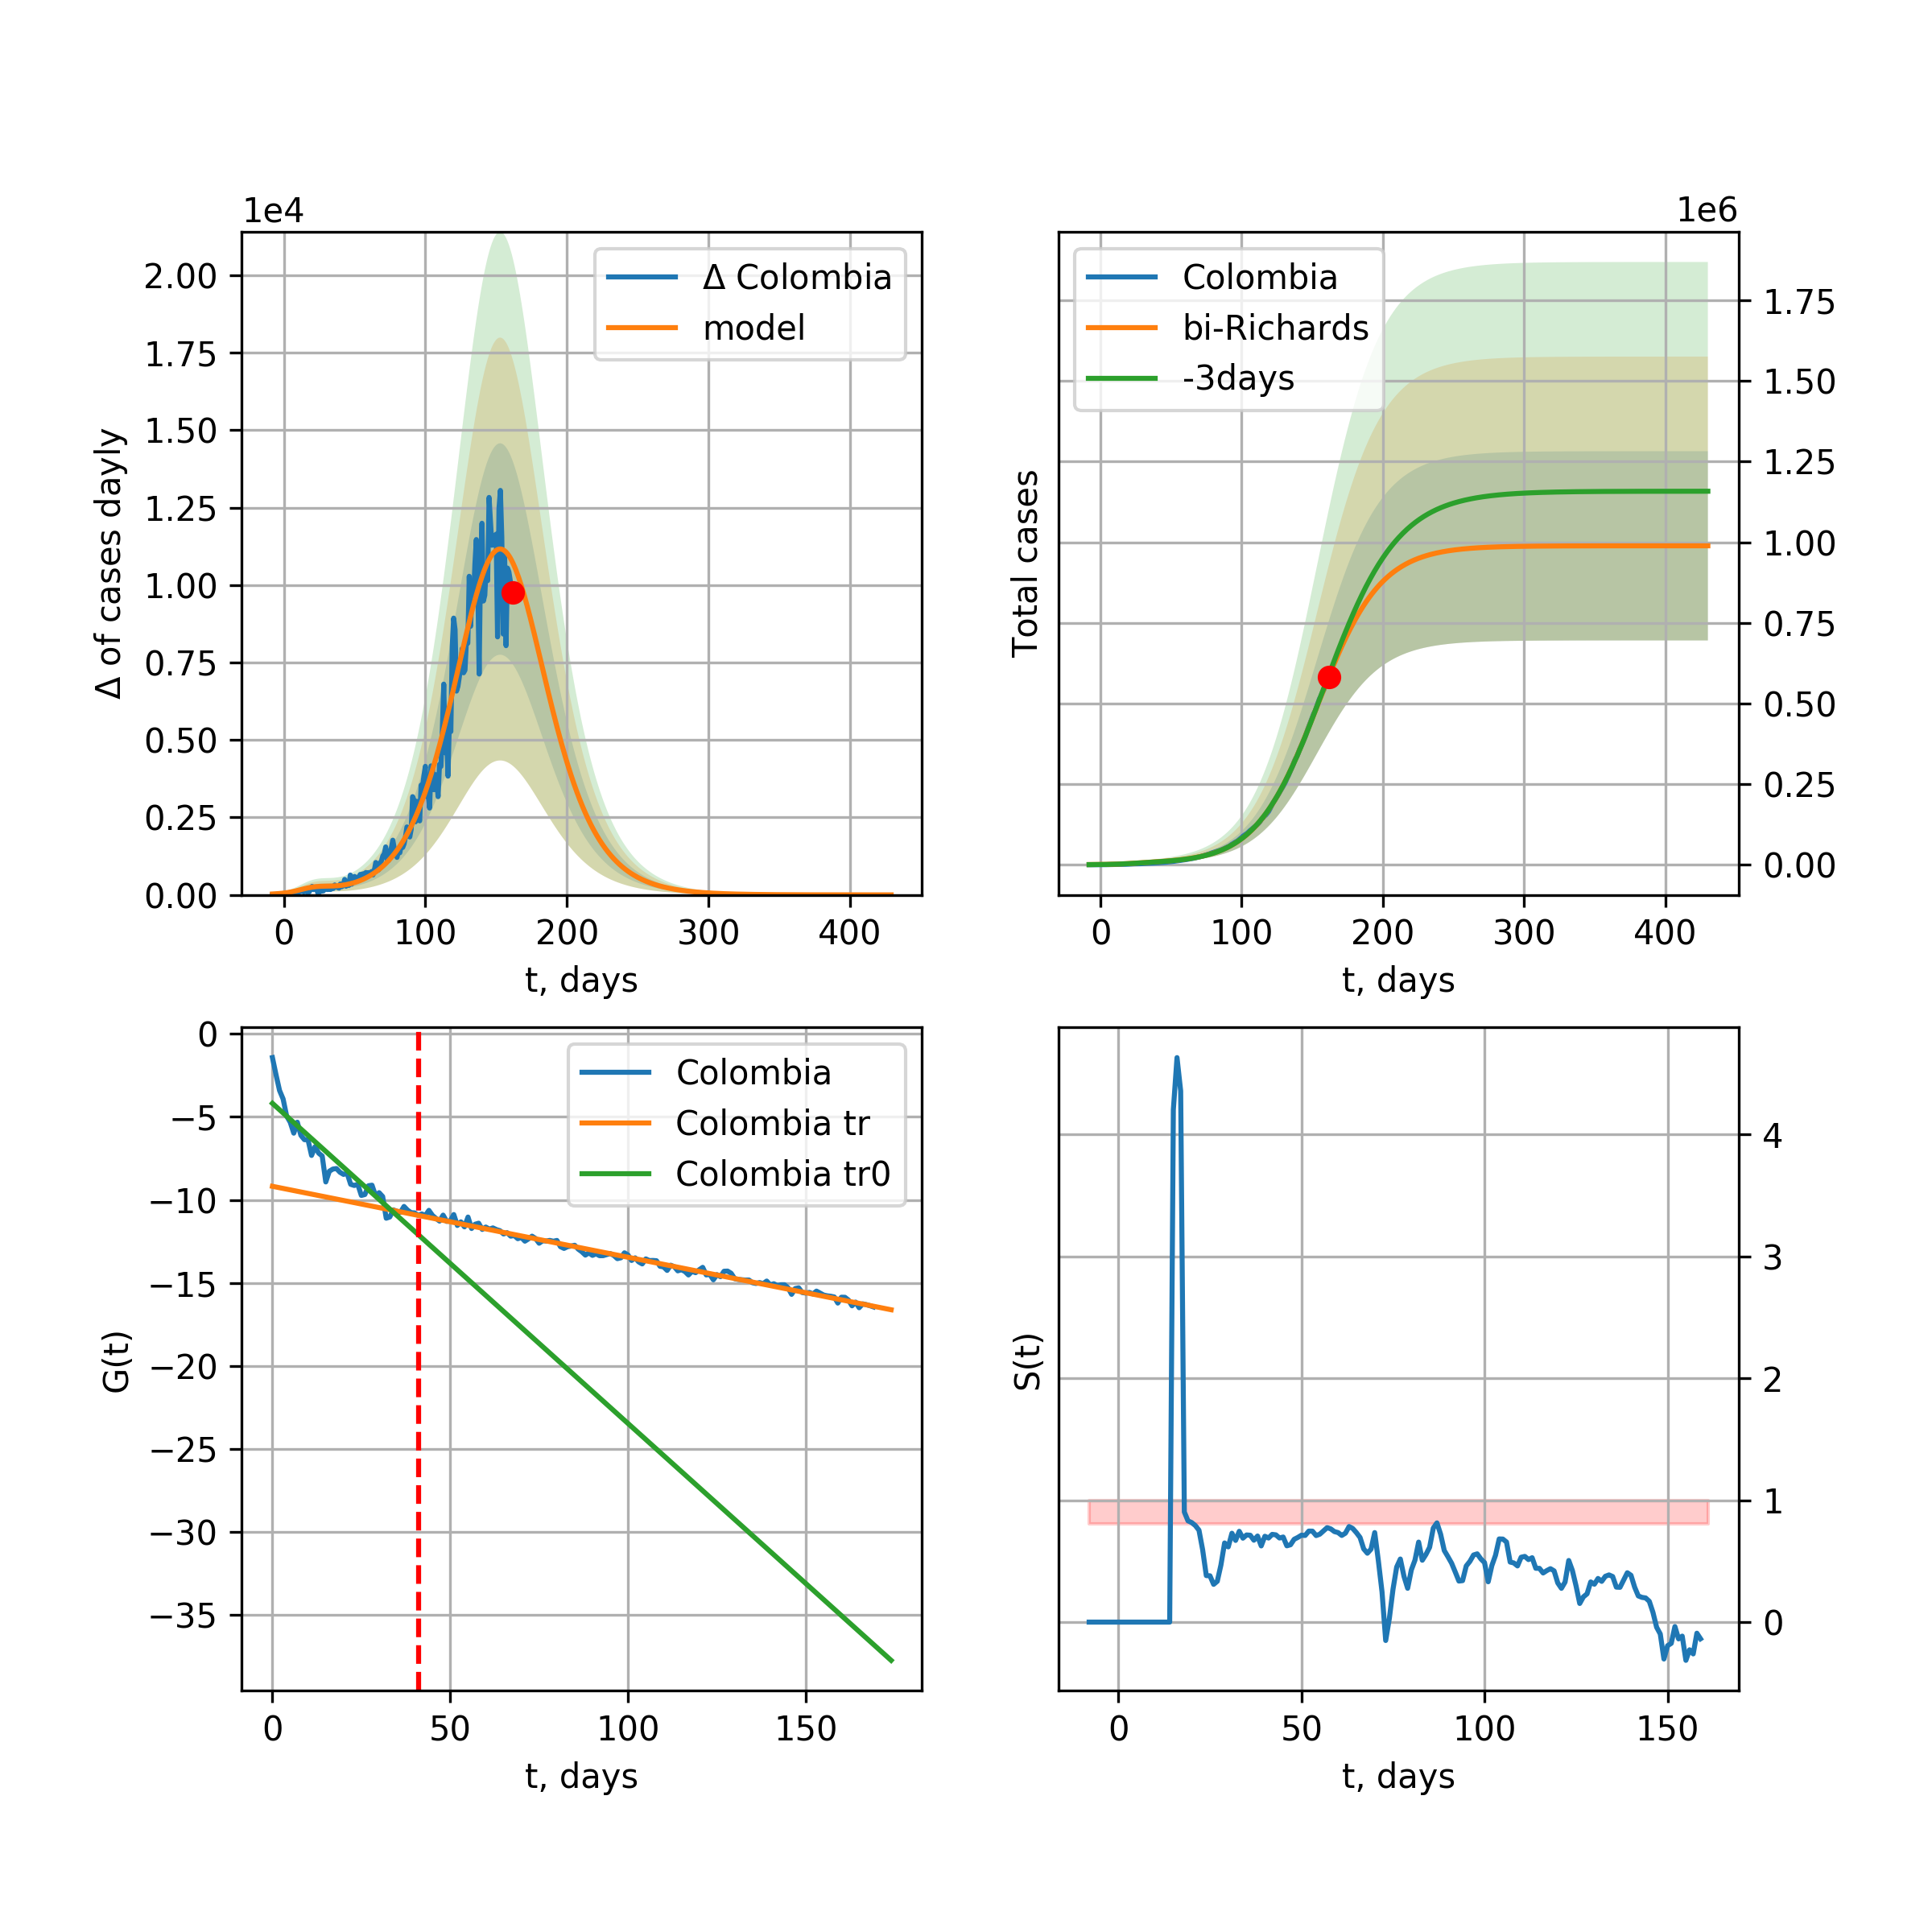 1e4
Δ of cases dayly
2.00
1.75
1.50
1.25
1.00
0.75
0.50
0.25
0.00
Δ Colombia
model
0 100 200 300 400
t, days
1e6
Total cases
Colombia
bi-Richards
-3days
1.75
1.50
1.25
1.00
0.75
0.50
0.25
0.00
0 100 200 300 400
t, days
G(t)
0
−5
−10
−15
−20
−25
−30
−35
Colombia
Colombia tr
Colombia tr0
0 50 100 150
t, days
S(t)
4
3
2
1
0
0 50 100 150
t, days